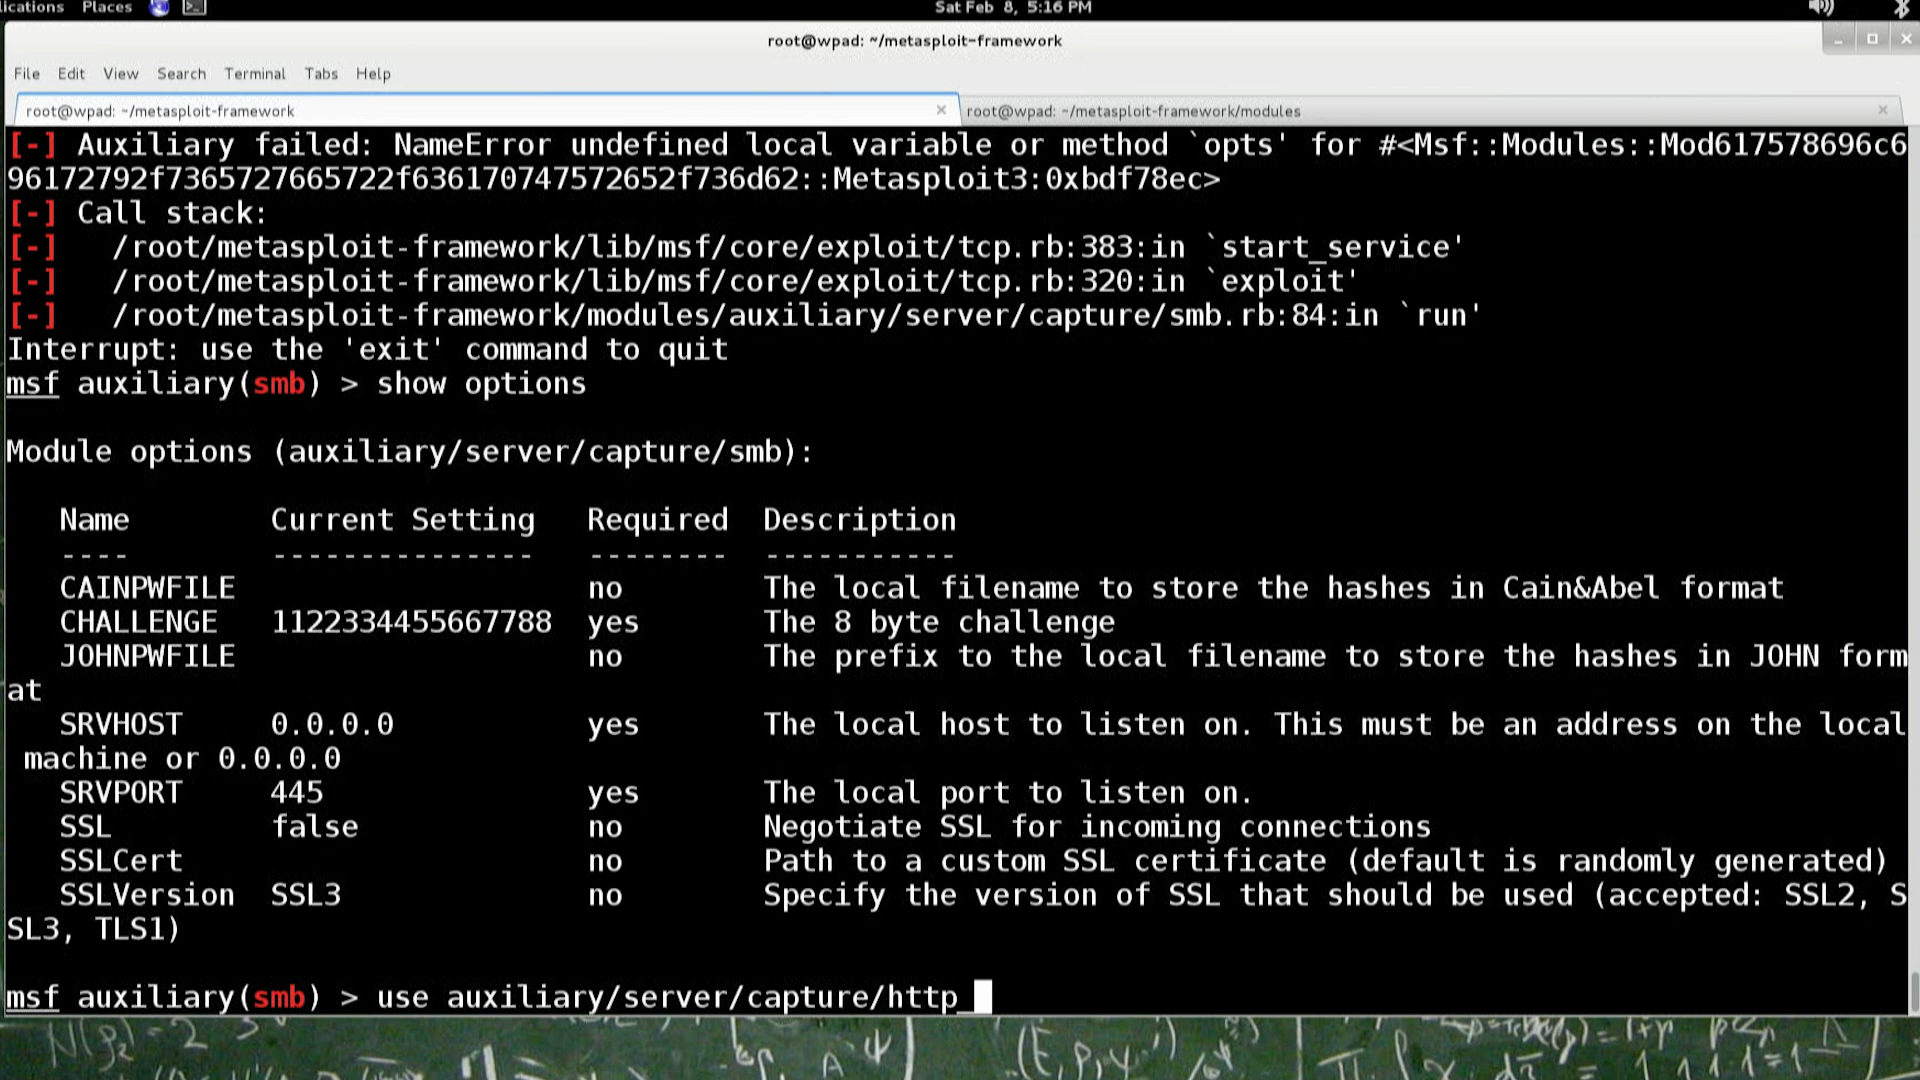 lications Places Sat Feb 8, 5:16 PM
root@wpad: ~/metasploit-framework
File Edit View Search Terminal Tabs Help
root@wpad: ~/metasploit-framework root@wpad: ~/metasploit-framework/modules
[-] Auxiliary failed: NameError undefined local variable or method `opts' for #<Msf::Modules::Mod617578696c6
96172792f7365727665722f636170747572652f736d62::Metasploit3:0xbdf78ec>
[-] Call stack:
[-]   /root/metasploit-framework/lib/msf/core/exploit/tcp.rb:383:in `start_service'
[-]   /root/metasploit-framework/lib/msf/core/exploit/tcp.rb:320:in `exploit'
[-]   /root/metasploit-framework/modules/auxiliary/server/capture/smb.rb:84:in `run'
Interrupt: use the 'exit' command to quit
msf auxiliary(smb) > show options
Module options (auxiliary/server/capture/smb):
Name Current Setting Required Description
---- --------------- -------- -----------
CAINPWFILE no The local filename to store the hashes in Cain&Abel format
CHALLENGE 1122334455667788 yes The 8 byte challenge
JOHNPWFILE no The prefix to the local filename to store the hashes in JOHN form
at
SRVHOST 0.0.0.0 yes The local host to listen on. This must be an address on the local
machine or 0.0.0.0
SRVPORT 445 yes The local port to listen on.
SSL false no Negotiate SSL for incoming connections
SSLCert no Path to a custom SSL certificate (default is randomly generated)
SSLVersion SSL3 no Specify the version of SSL that should be used (accepted: SSL2, S
SL3, TLS1)
msf auxiliary(smb) > use auxiliary/server/capture/http_